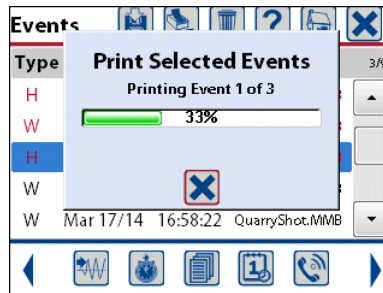 Events
Type
3/9
Print Selected Events
Printing Event 1 of 3
33%
H
W
H
W
W Mar 17/14 16:58:22 QuarryShot.MMB